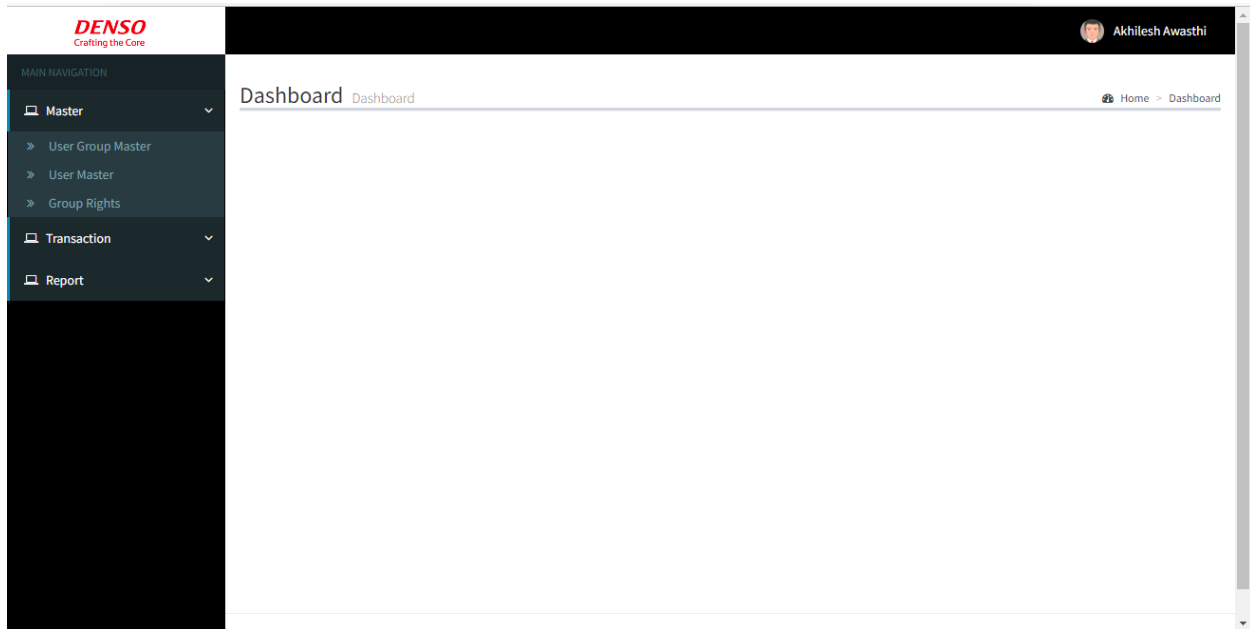 DENSO
Crafting the Core
Akhilesh Awasthi
MAIN NAVIGATION
Master
User Group Master
User Master
Group Rights
Transaction
Report
Dashboard Dashboard
Home > Dashboard